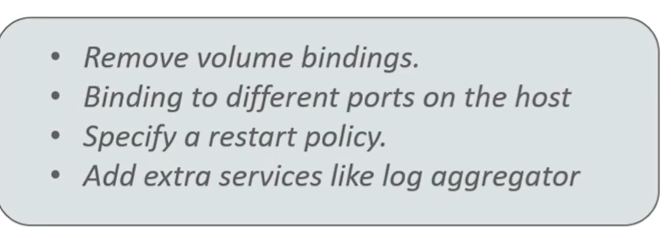 • Remove volume bindings.
• Binding to different ports on the host
• Specify a restart policy.
• Add extra services like log aggregator